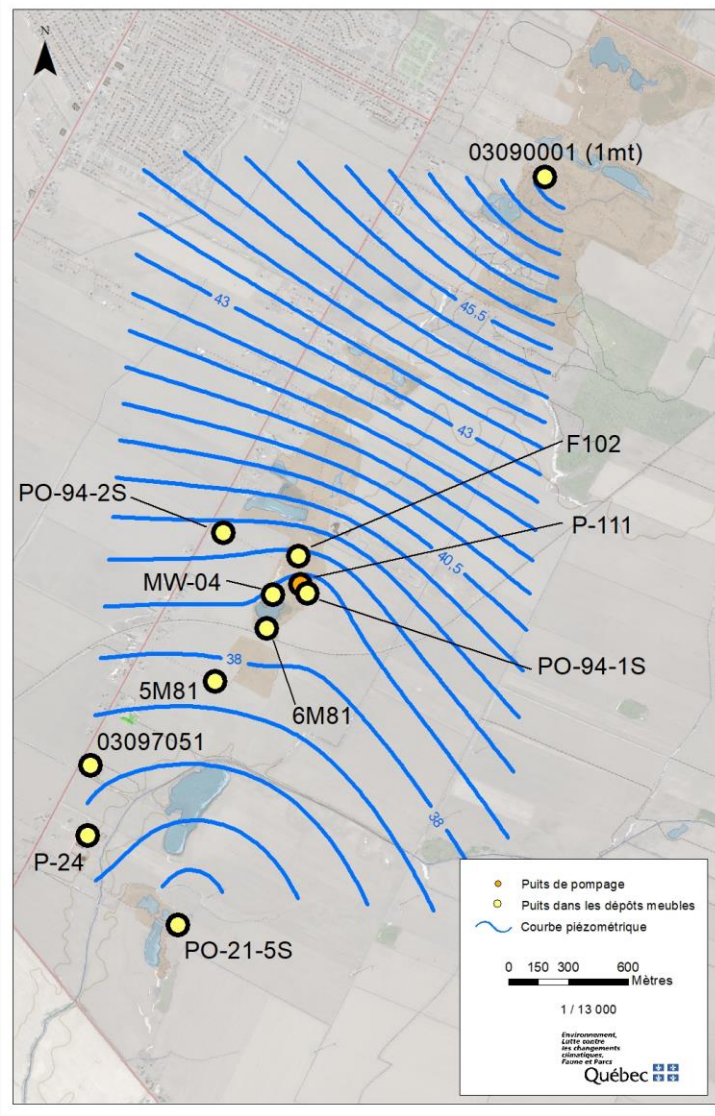 N
03090001 (1mt)
43
45,5
43
F102
PO-94-2S
P-111
40,5
MW-04
PO-94-1S
38
5M81
6M81
03097051
38
P-24
PO-21-5S
Puits de pompage
Puits dans les dépôts meubles
Courbe piézométrique
0 150 300 600
Mètres
1 / 13 000
Environnement,
Lutte contre
les changements
climatiques,
Faune et Parcs
Québec